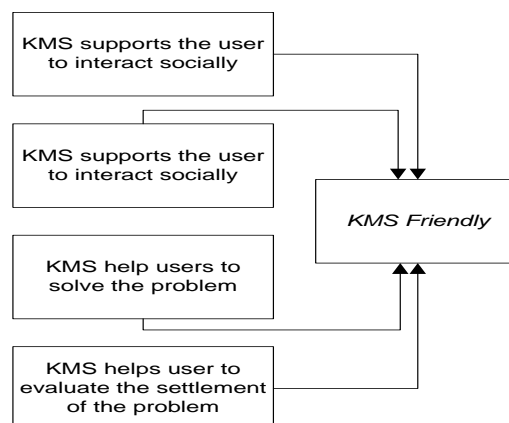 KMS supports the user
to interact socially
KMS supports the user
to interact socially
KMS Friendly
KMS help users to
solve the problem
KMS helps user to
evaluate the settlement
of the problem